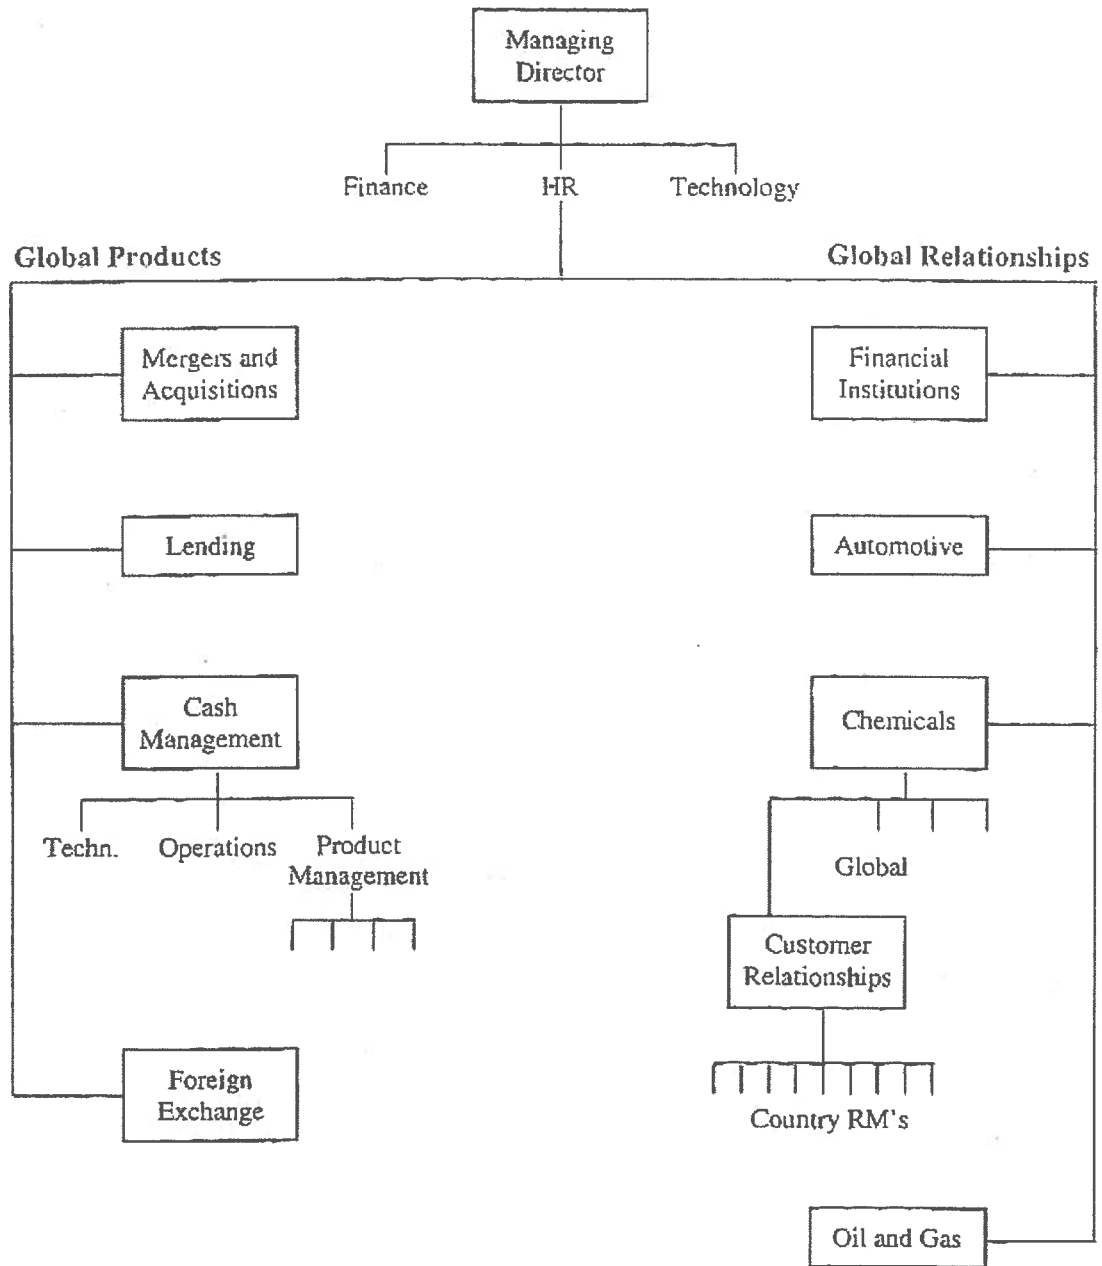 Managing
Director
Finance
HR
Technology
Global Products
Global Relationships
Mergers and
Acquisitions
Financial
Institutions
Lending
Automotive
Cash
Management
Chemicals
Techn.
Operations
Product
Management
Global
Customer
Relationships
Foreign
Exchange
Country RM's
Oil and Gas